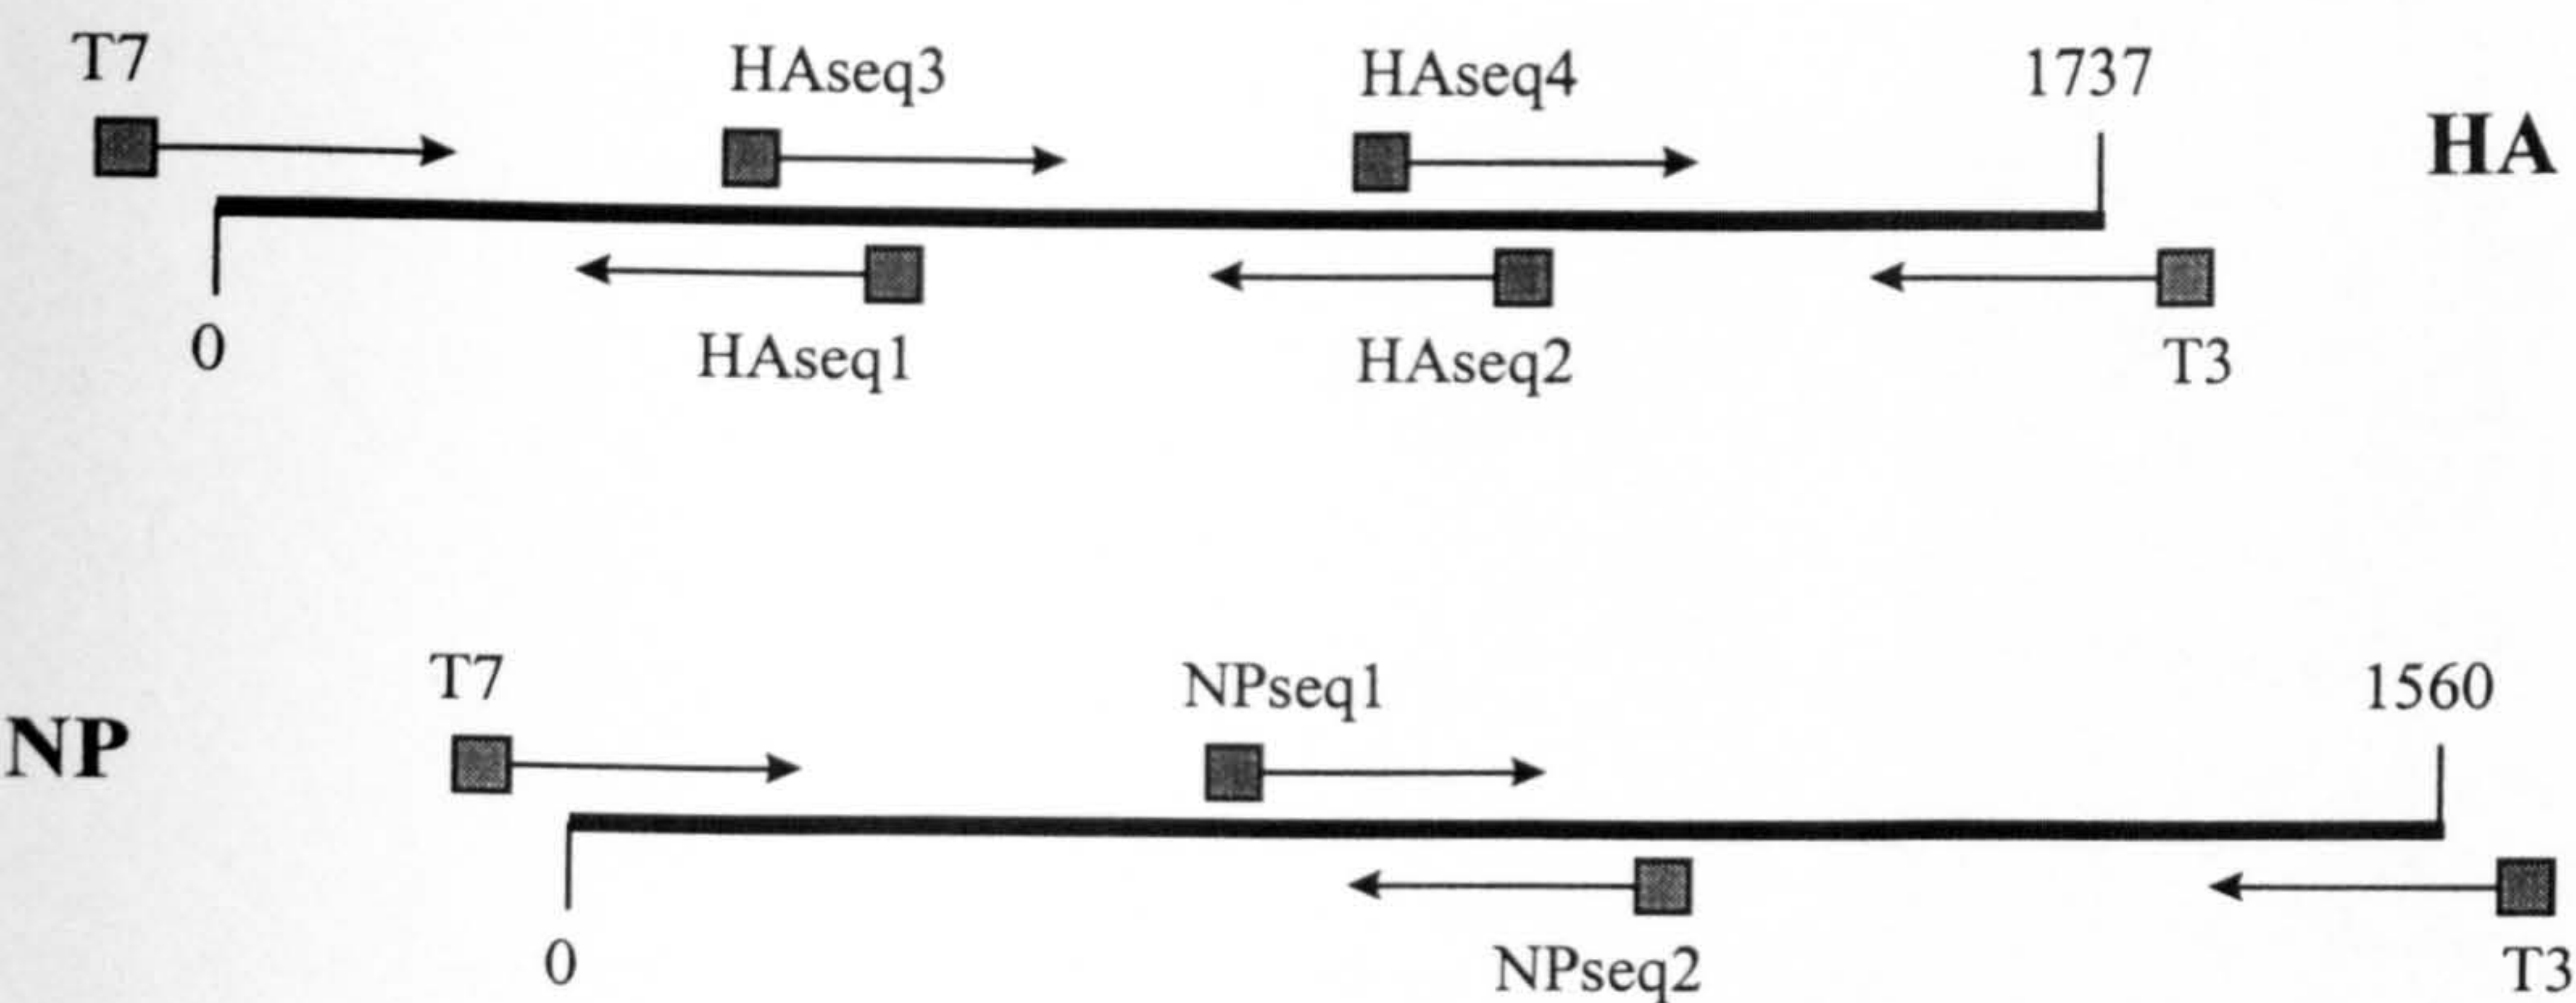 T7
HAseq3
HAseq4
1737
HA
0
HAseq1
HAseq2
T3
T7
NPseq1
1560
NP
0
NPseq2
T3